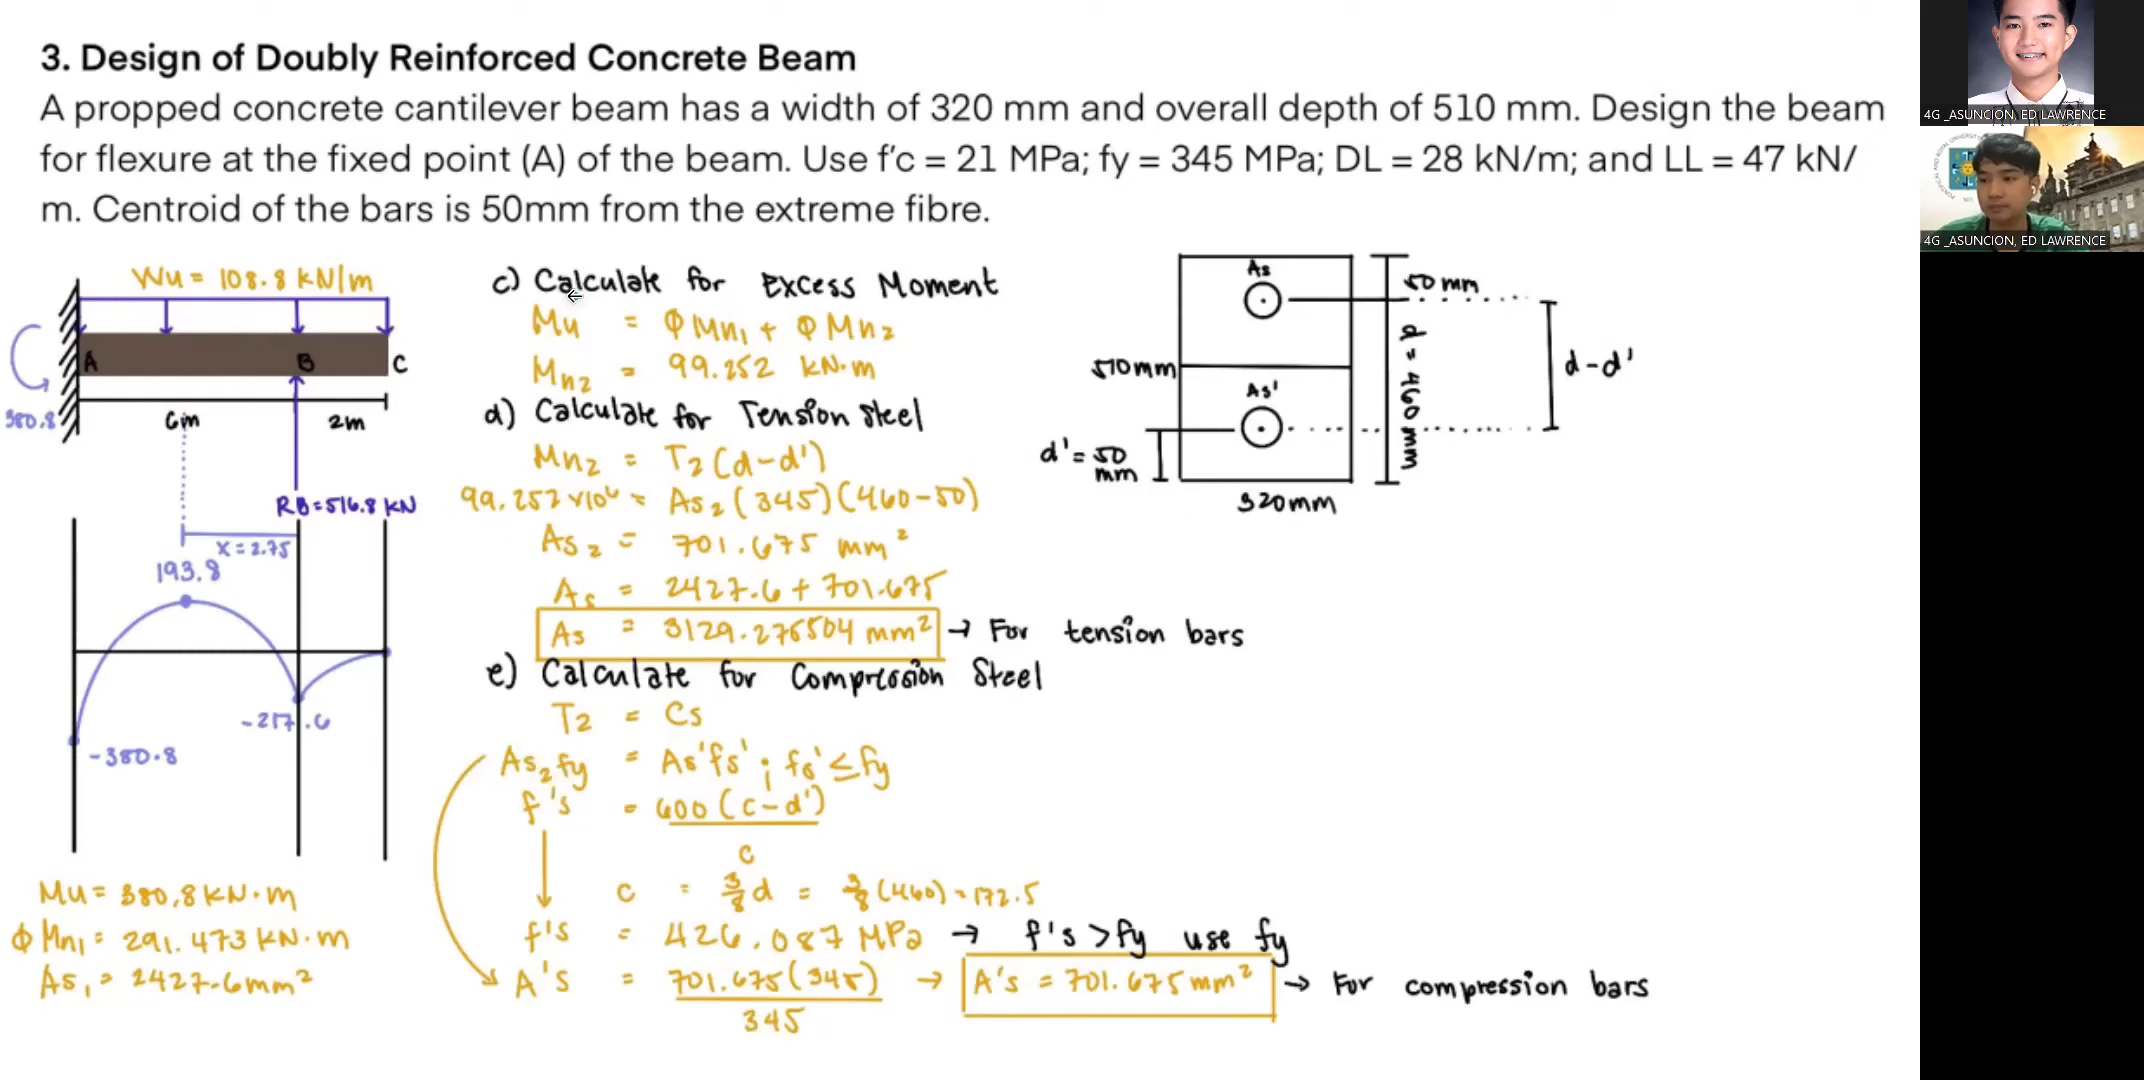 3. Design of Doubly Reinforced Concrete Beam
A propped concrete cantilever beam has a width of 320 mm and overall depth of 510 mm. Design the beam
for flexure at the fixed point (A) of the beam. Use f'c = 21 MPa; fy = 345 MPa; DL = 28 kN/m; and LL = 47 kN/
m. Centroid of the bars is 50mm from the extreme fibre.
4G _ASUNCION, ED LAWRENCE
4G _ASUNCION, ED LAWRENCE
Wu = 108.8 kN/m
A
B
C
380.8
6m
2m
RB = 516.8 KN
x = 2.75
193.8
-217.6
-380.8
Mu = 380.8 KN·m
ΦMn1 = 291.473 KN·m
As1 = 2427.6mm²
c) Calculate for Excess Moment
Mu = ΦMn1 + ΦMn2
Mn2 = 99.252 kN·m
d) Calculate for Tension Steel
Mn2 = T2(d-d')
99.252x10⁶ = As2(345)(460-50)
As2 = 701.675 mm²
As = 2427.6 + 701.675
As = 3129.276504 mm² → For tension bars
e) Calculate for Compression Steel
T2 = Cs
As2fy = As'fs' ; fs' ≤ fy
f's = 600(c-d')
c
c = 3/8 d = 3/8 (460) = 172.5
f's = 426.087 MPa → f's > fy use fy
A's = 701.675(345) → A's = 701.675mm² → For compression bars
345
As
50mm
510mm
d = 460mm
d-d'
As'
d' = 50
mm
320mm